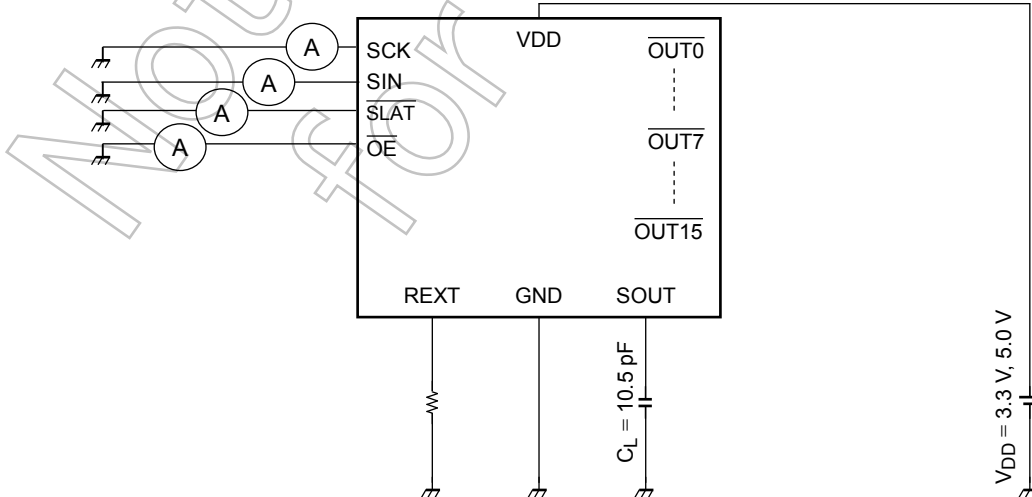 VDD
OUT0
A
SCK
A
SIN
A
SLAT
A
OE
OUT7
OUT15
REXT
GND
SOUT
CL = 10.5 pF
VDD = 3.3 V, 5.0 V
for